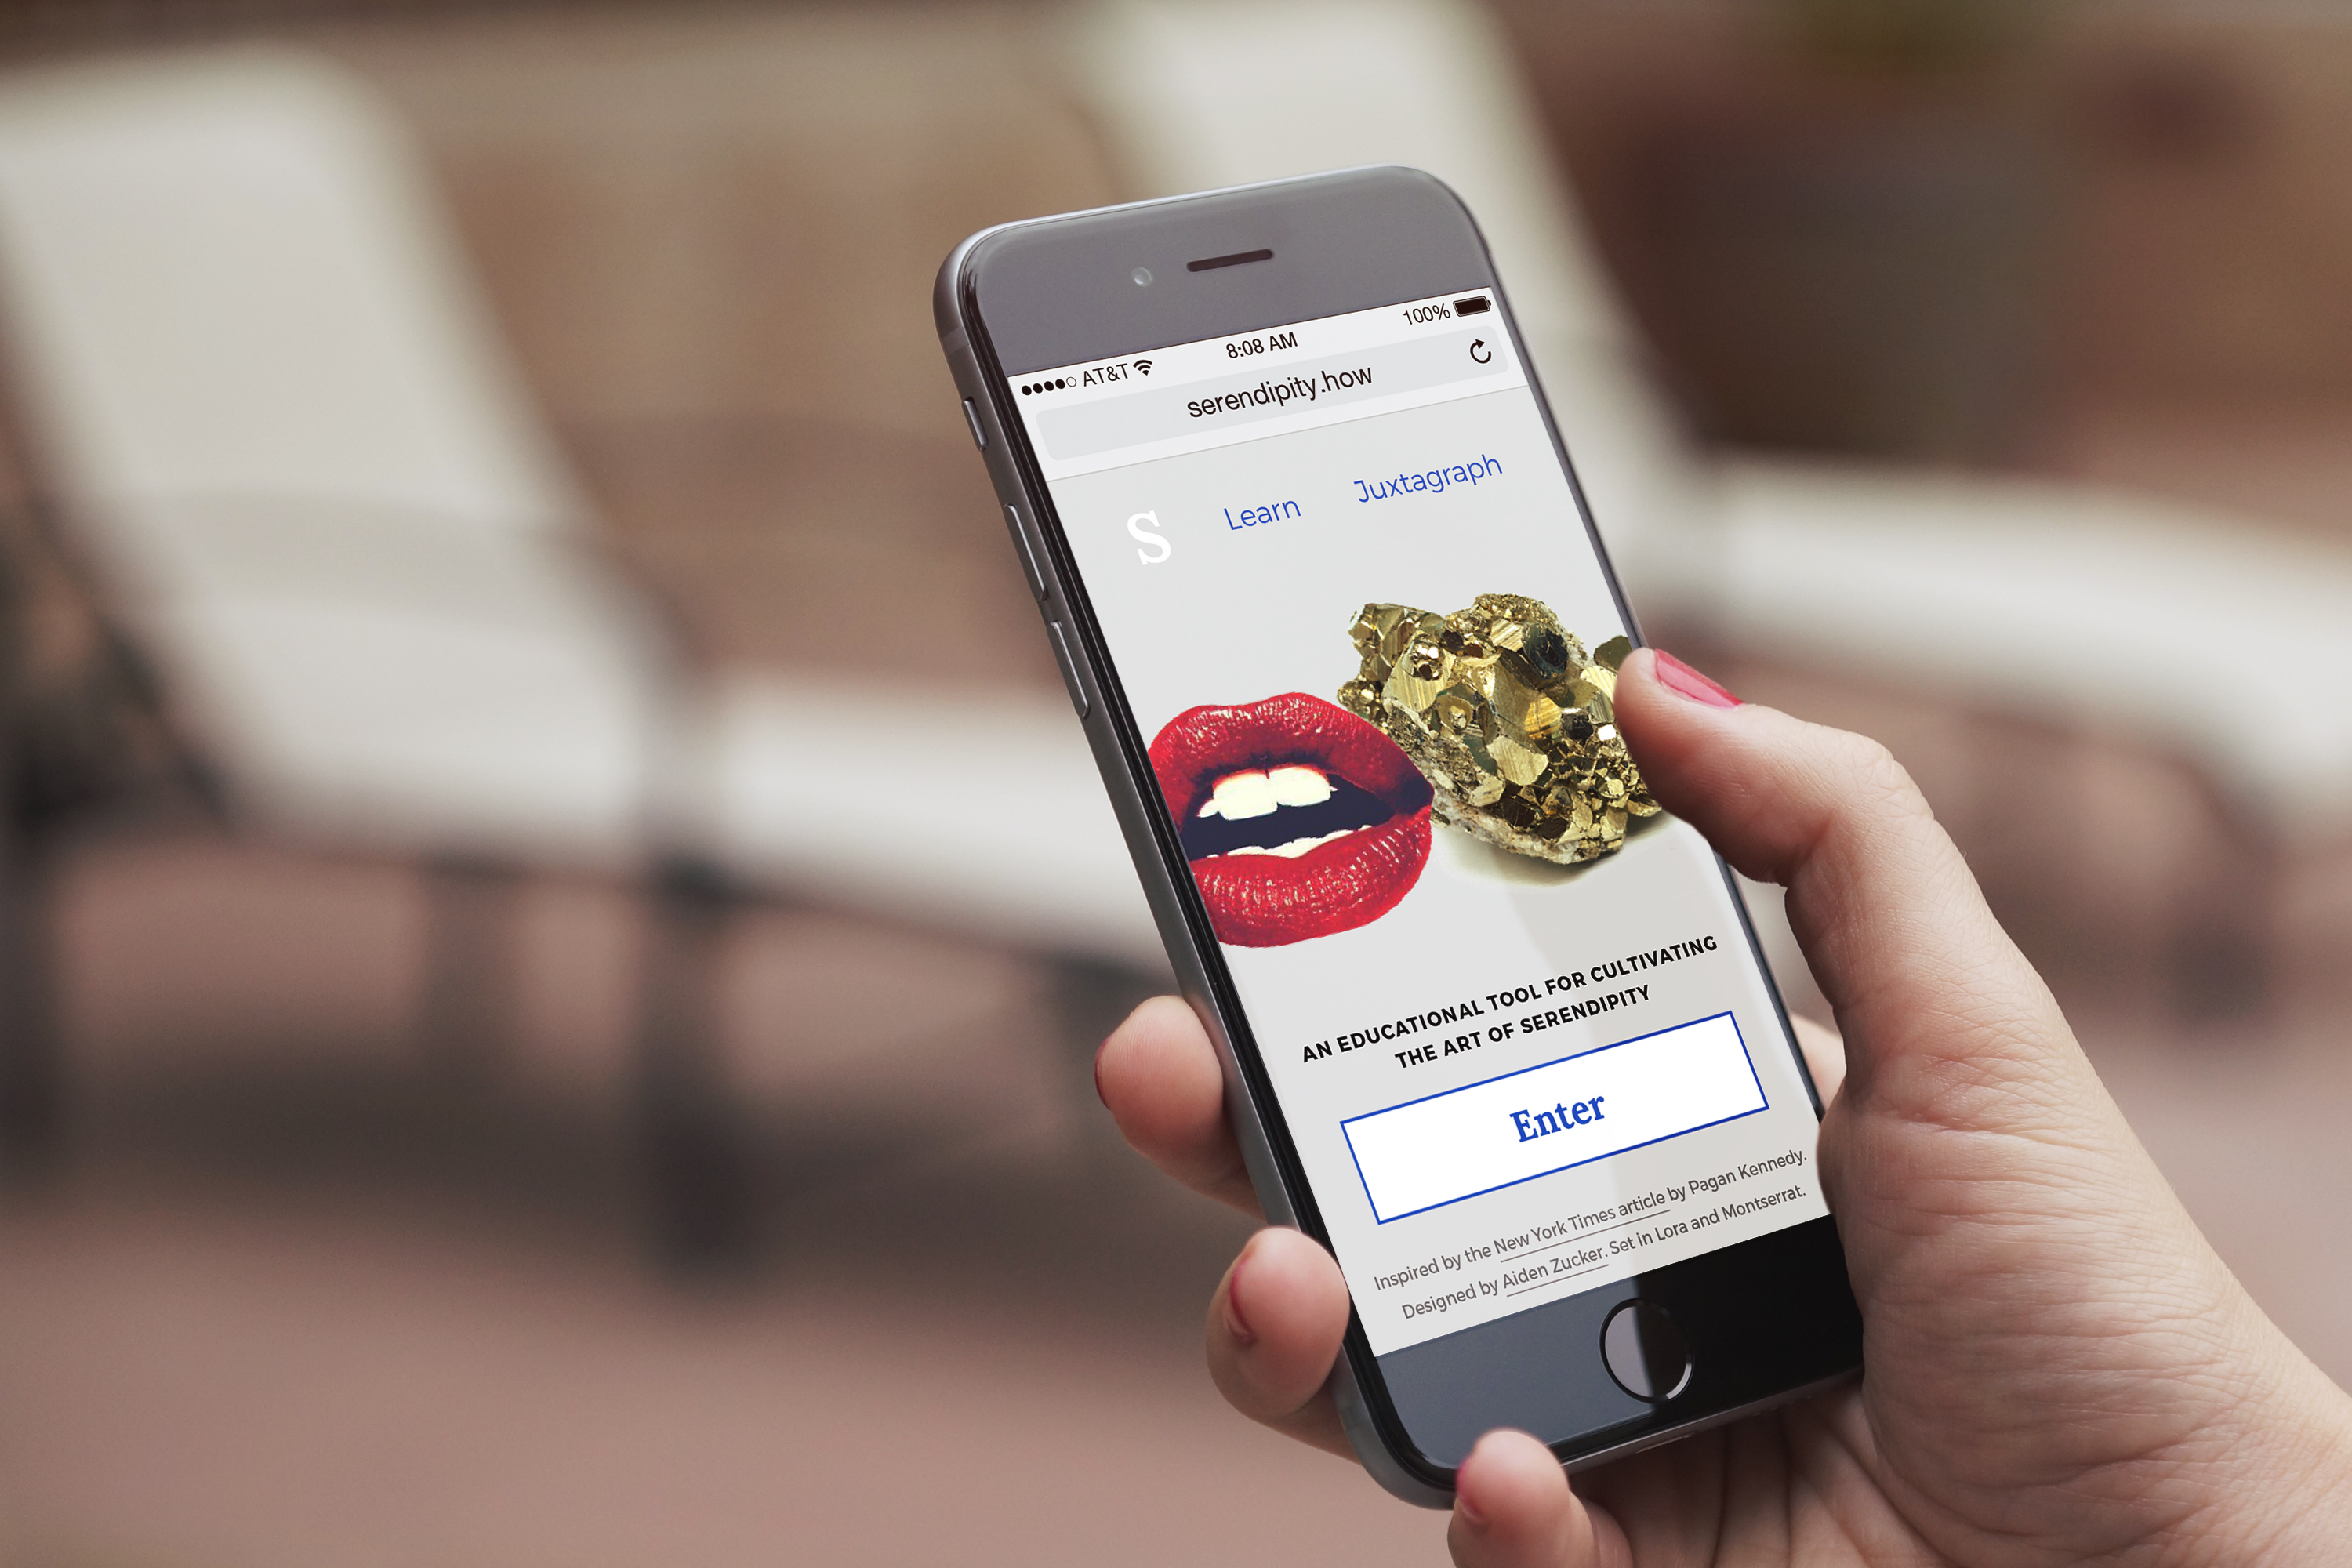 AT&T 8:08 AM 100%
serendipity.how
S Learn Juxtagraph
AN EDUCATIONAL TOOL FOR CULTIVATING
THE ART OF SERENDIPITY
Enter
Inspired by the New York Times article by Pagan Kennedy.
Designed by Aiden Zucker. Set in Lora and Montserrat.